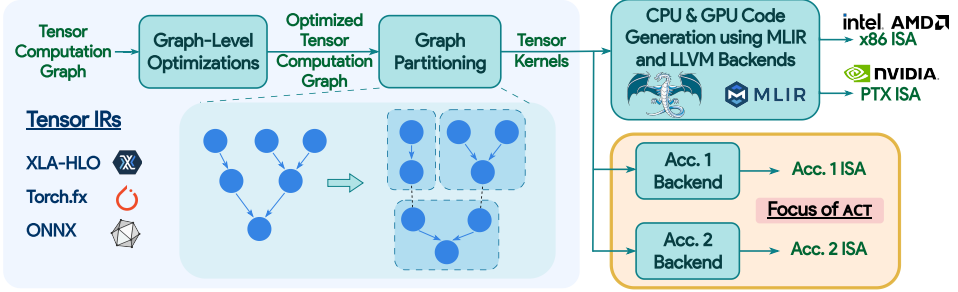 Tensor
Computation
Graph
Graph-Level
Optimizations
Optimized
Tensor
Computation
Graph
Graph
Partitioning
Tensor
Kernels
CPU & GPU Code
Generation using MLIR
and LLVM Backends
MLIR
intel. AMD
x86 ISA
NVIDIA.
PTX ISA
Tensor IRs
XLA-HLO
Torch.fx
ONNX
Acc. 1
Backend
Acc. 1 ISA
Focus of ACT
Acc. 2
Backend
Acc. 2 ISA